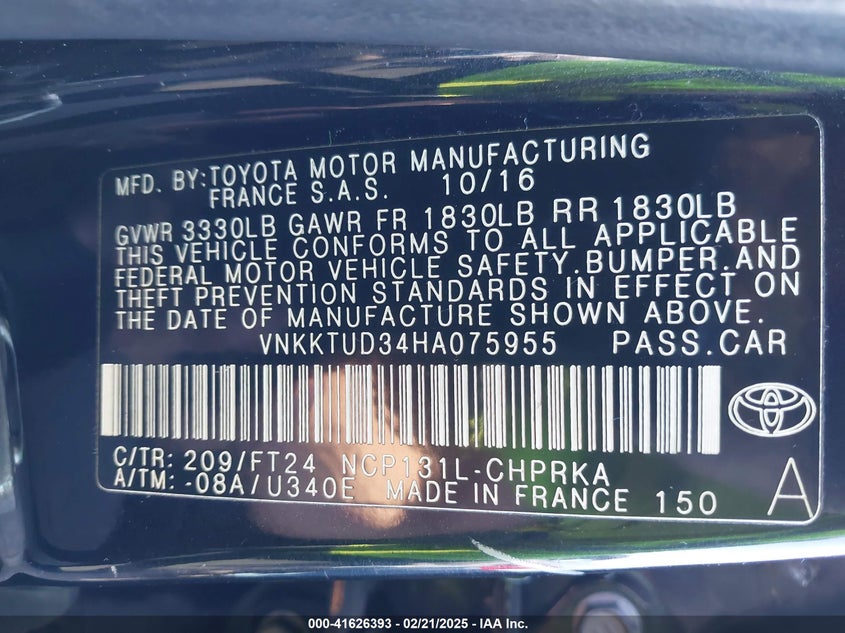 MFD. BY: TOYOTA MOTOR MANUFACTURING
FRANCE S.A.S. 10/16
GVWR 3330LB GAWR FR 1830LB RR 1830LB
THIS VEHICLE CONFORMS TO ALL APPLICABLE
FEDERAL MOTOR VEHICLE SAFETY,BUMPER,AND
THEFT PREVENTION STANDARDS IN EFFECT ON
THE DATE OF MANUFACTURE SHOWN ABOVE.
VNKKTUD34HA075955 PASS.CAR
C/TR: 209/FT24 NCP131L-CHPRKA
A/TM: -08A/U340E MADE IN FRANCE 150 A
000-41626393 - 02/21/2025 - IAA Inc.